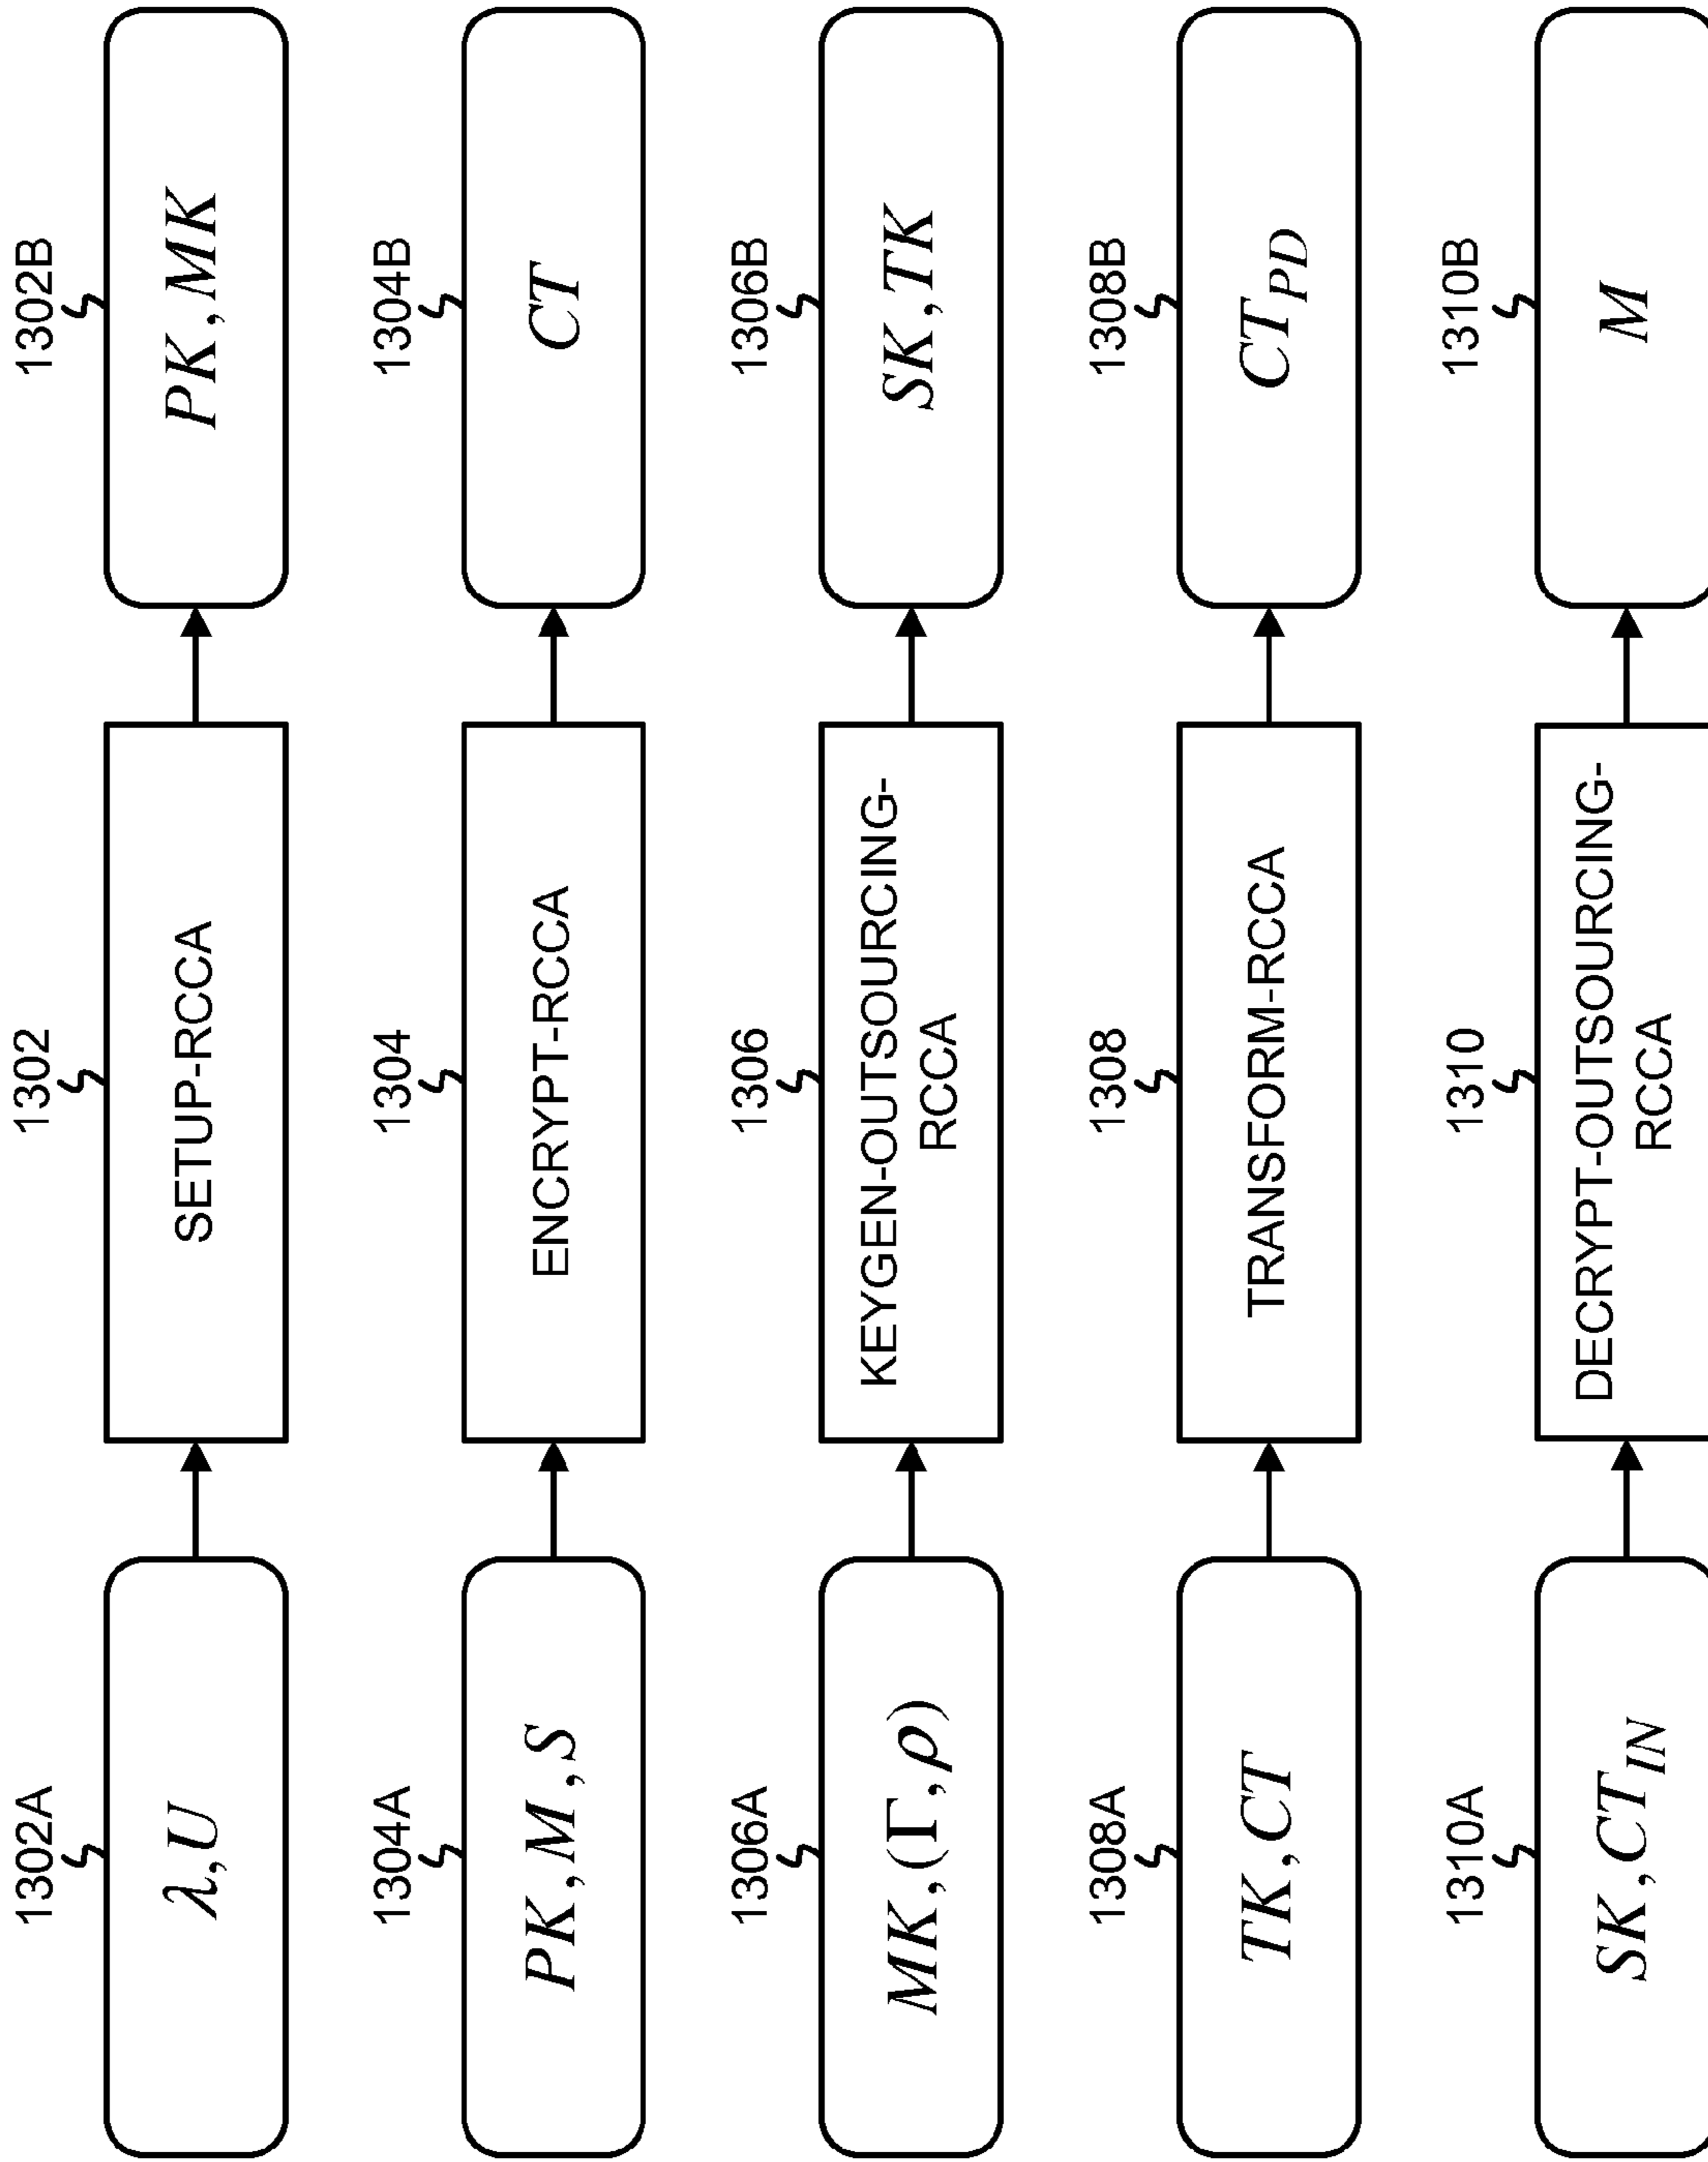 1302A 1302 1302B
λ,U SETUP-RCCA PK,MK
1304A 1304 1304B
PK,M,S ENCRYPT-RCCA CT
1306A 1306 1306B
MK,(Γ,ρ) KEYGEN-OUTSOURCING-
RCCA SK,TK
1308A 1308 1308B
TK,CT TRANSFORM-RCCA CT_PD
1310A 1310 1310B
SK,CT_IN DECRYPT-OUTSOURCING-
RCCA M